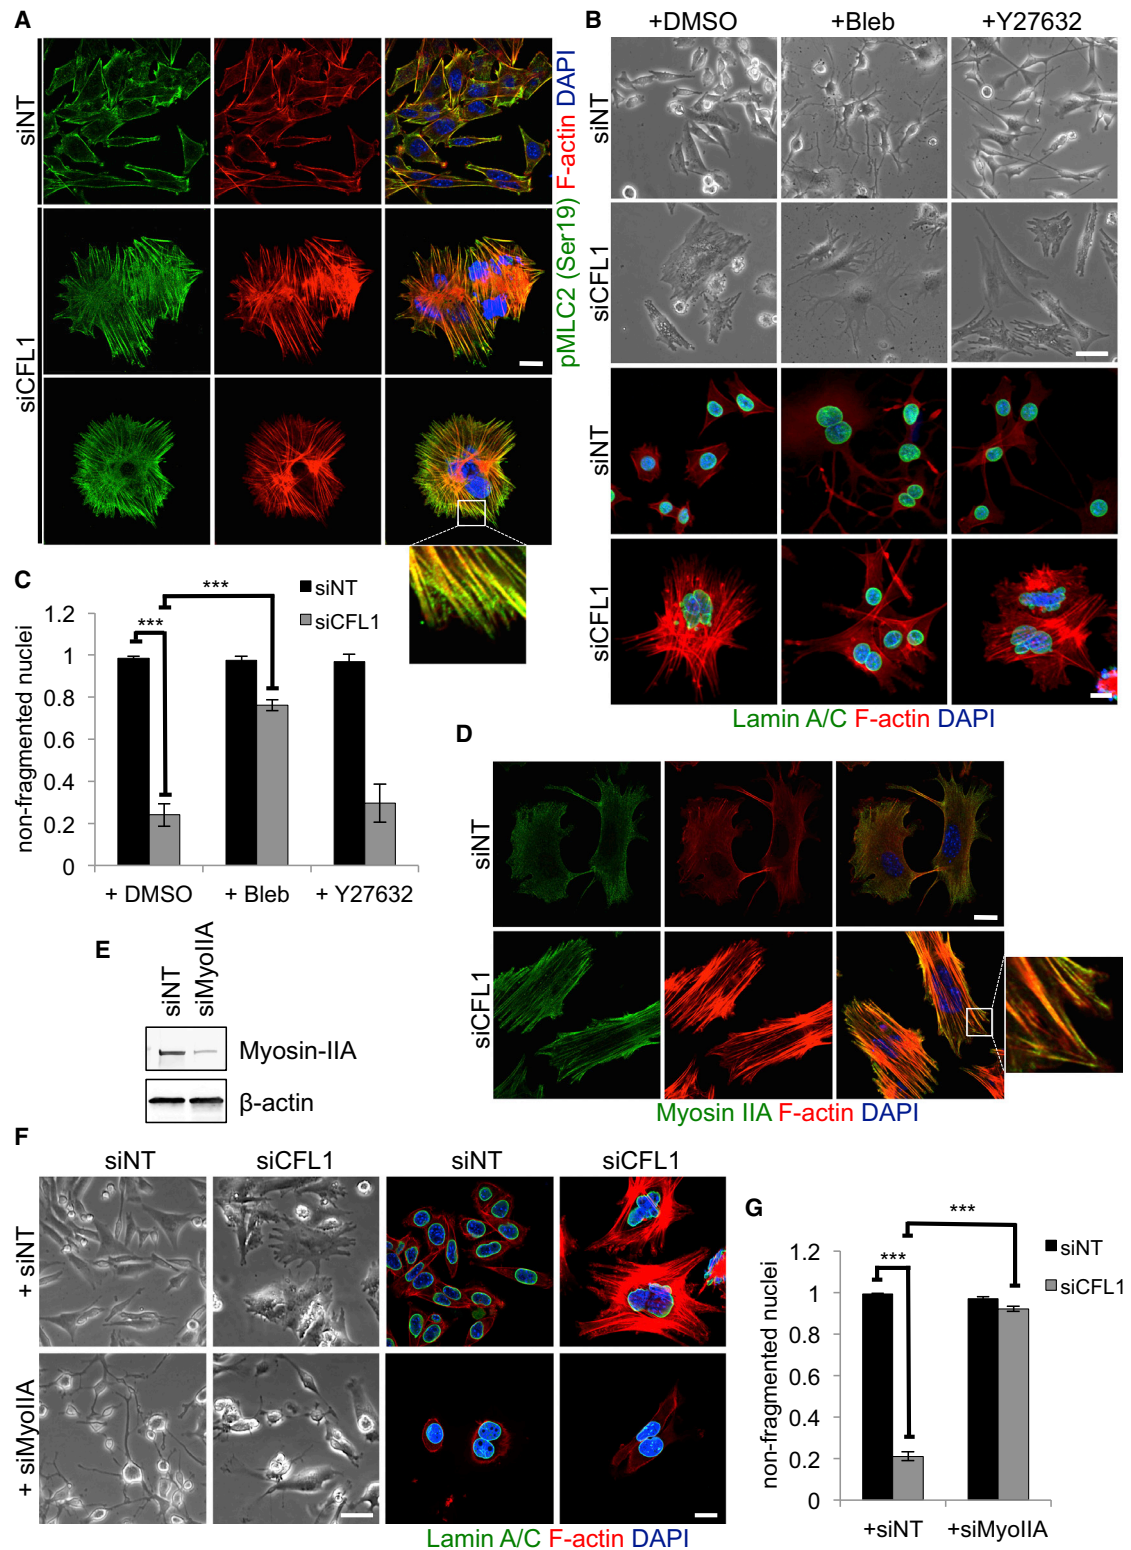 A
siNT
siCFL1
pMLC2 (Ser19) F-actin DAPI
B
+DMSO +Bleb +Y27632
siNT
siCFL1
siNT
siCFL1
Lamin A/C F-actin DAPI
C
siNT
siCFL1
***
***
non-fragmented nuclei
1.2
1
0.8
0.6
0.4
0.2
0
+ DMSO + Bleb + Y27632
D
siNT
siCFL1
Myosin IIA F-actin DAPI
E
siNT
siMyoIIA
Myosin-IIA
β-actin
F
siNT siCFL1 siNT siCFL1
+ siNT
+ siMyoIIA
Lamin A/C F-actin DAPI
G
***
***
siNT
siCFL1
non-fragmented nuclei
1.2
1
0.8
0.6
0.4
0.2
0
+siNT +siMyoIIA